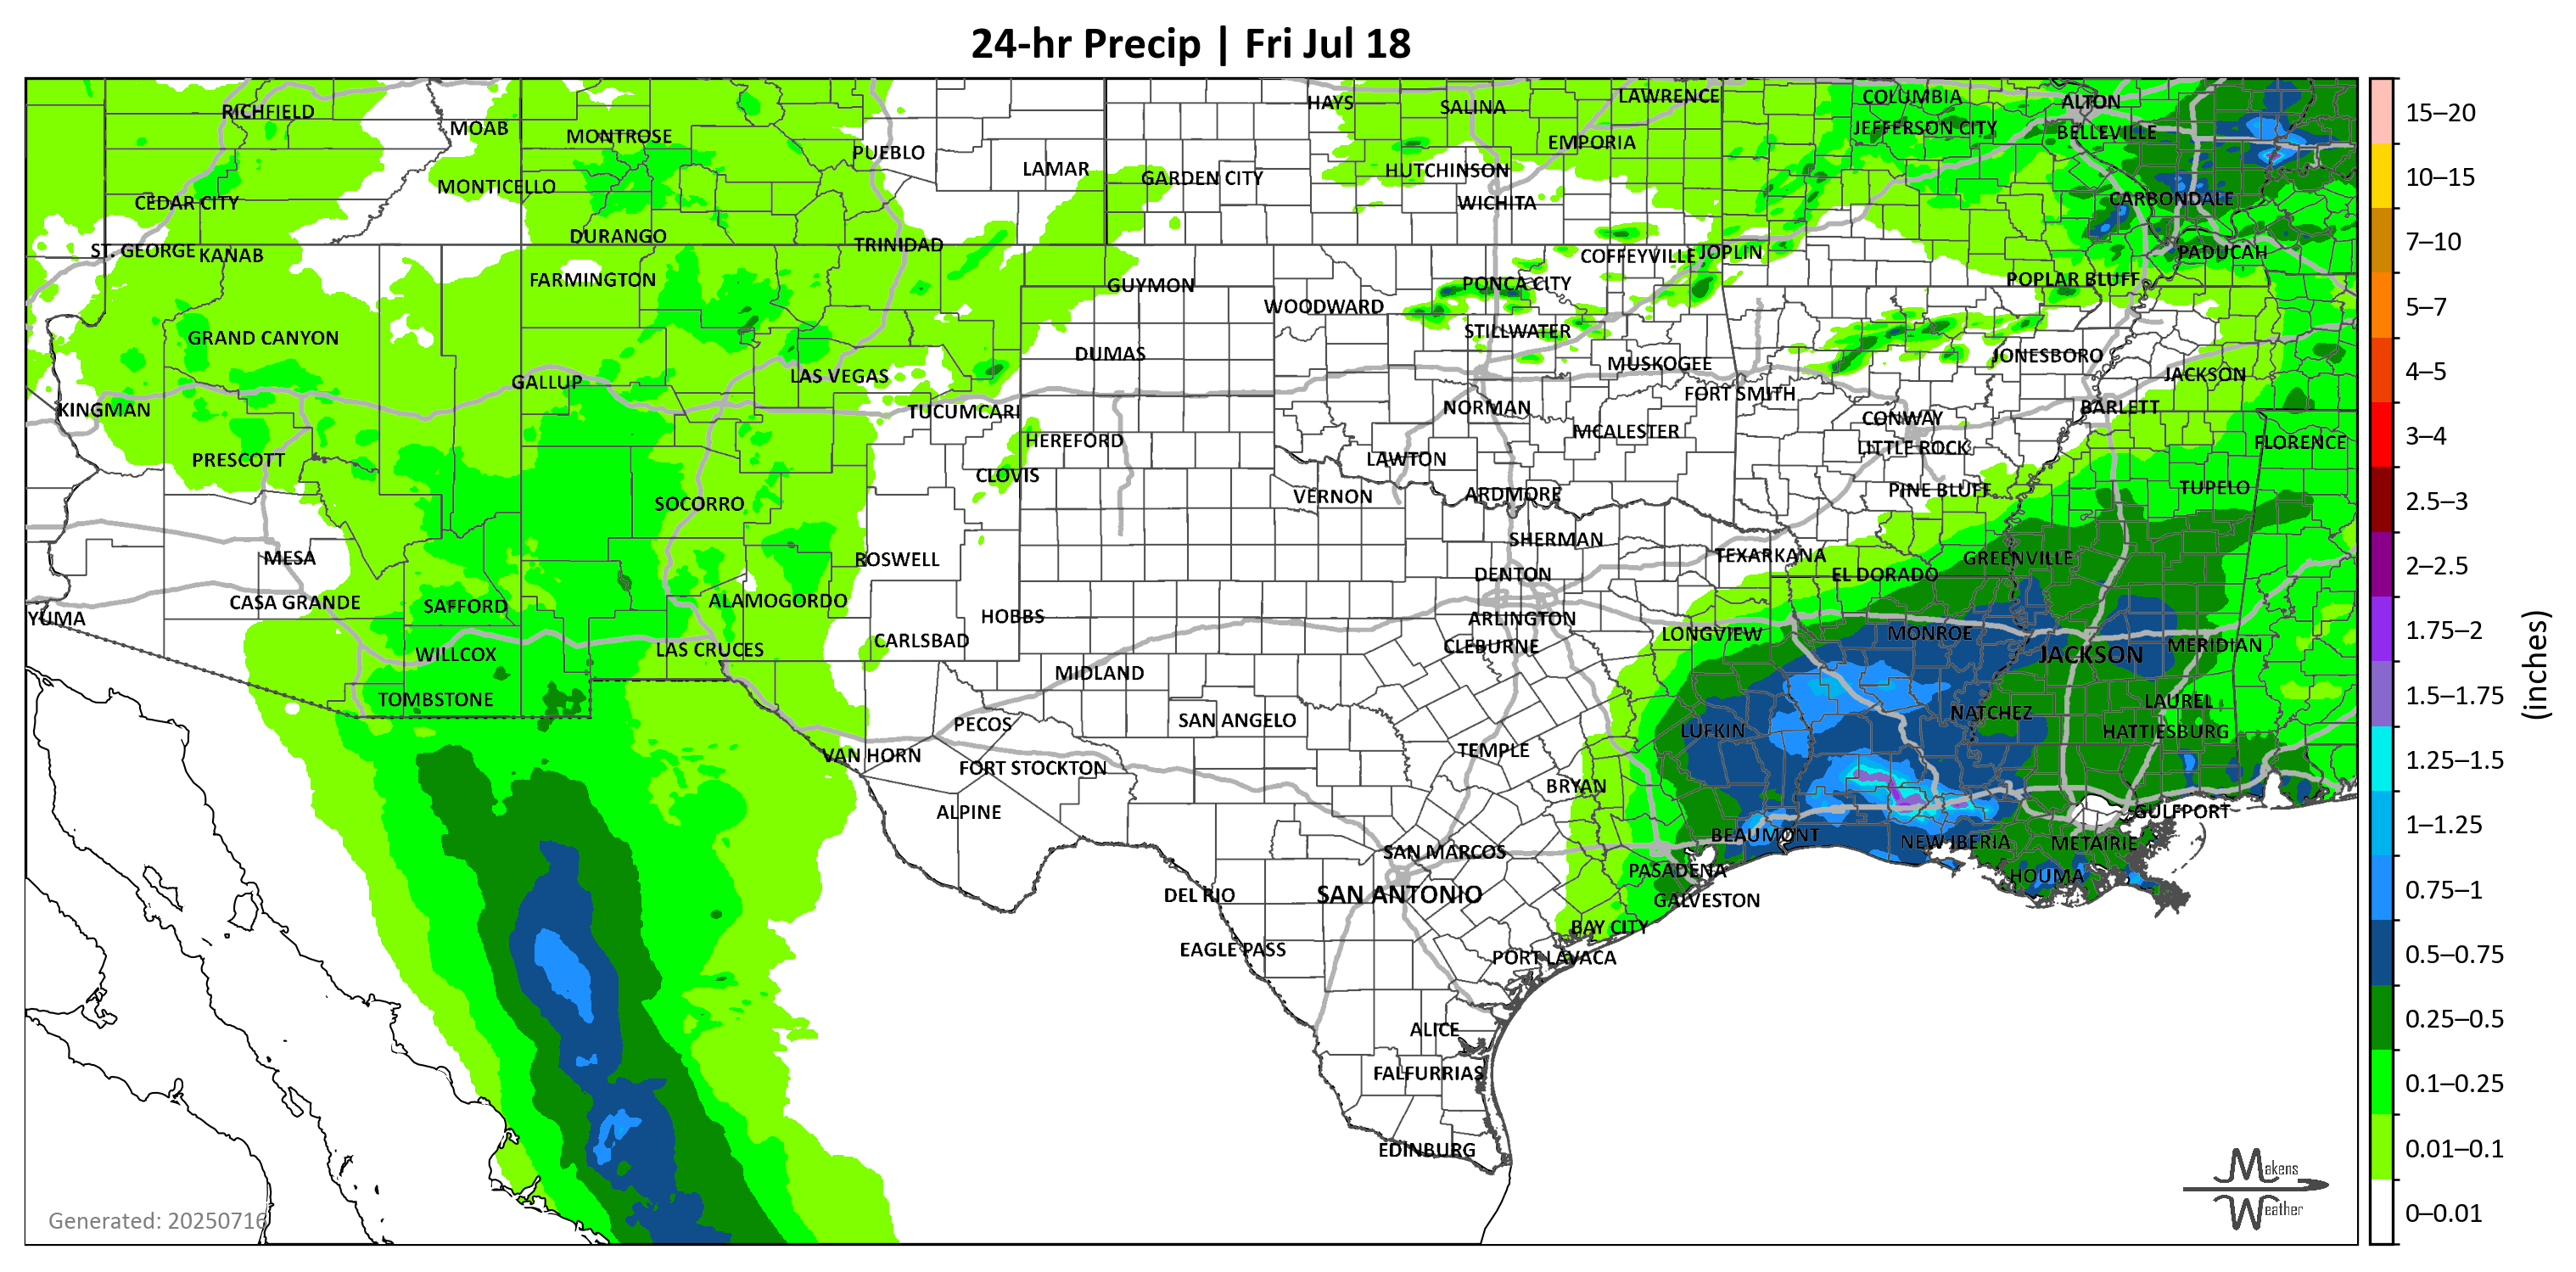 24-hr Precip | Fri Jul 18
RICHFIELD
MOAB
MONTROSE
PUEBLO
LAMAR
HAYS
SALINA
LAWRENCE
COLUMBIA
ALTON
JEFFERSON CITY
BELLEVILLE
EMPORIA
HUTCHINSON
GARDEN CITY
MONTICELLO
CEDAR CITY
WICHITA
CARBONDALE
DURANGO
TRINIDAD
ST. GEORGE
KANAB
COFFEYVILLE
JOPLIN
PADUCAH
FARMINGTON
GUYMON
PONCA CITY
POPLAR BLUFF
WOODWARD
GRAND CANYON
STILLWATER
DUMAS
JONESBORO
MUSKOGEE
LAS VEGAS
JACKSON
GALLUP
FORT SMITH
KINGMAN
TUCUMCARI
NORMAN
BARLETT
CONWAY
HEREFORD
MCALESTER
FLORENCE
LITTLE ROCK
PRESCOTT
LAWTON
CLOVIS
TUPELO
PINE BLUFF
VERNON
ARDMORE
SOCORRO
SHERMAN
MESA
ROSWELL
TEXARKANA
GREENVILLE
DENTON
EL DORADO
CASA GRANDE
SAFFORD
ALAMOGORDO
YUMA
HOBBS
ARLINGTON
CARLSBAD
LONGVIEW
MONROE
CLEBURNE
MERIDIAN
WILLCOX
LAS CRUCES
JACKSON
MIDLAND
TOMBSTONE
LAUREL
NATCHEZ
PECOS
SAN ANGELO
LUFKIN
HATTIESBURG
VAN HORN
TEMPLE
FORT STOCKTON
BRYAN
ALPINE
GULFPORT
BEAUMONT
NEW IBERIA
METAIRIE
SAN MARCOS
PASADENA
HOUMA
DEL RIO
SAN ANTONIO
GALVESTON
BAY CITY
EAGLE PASS
PORT LAVACA
ALICE
FALFURRIAS
EDINBURG
Generated: 20250716
Makens
Weather
15–20
10–15
7–10
5–7
4–5
3–4
2.5–3
2–2.5
1.75–2
1.5–1.75
1.25–1.5
1–1.25
0.75–1
0.5–0.75
0.25–0.5
0.1–0.25
0.01–0.1
0–0.01
(inches)